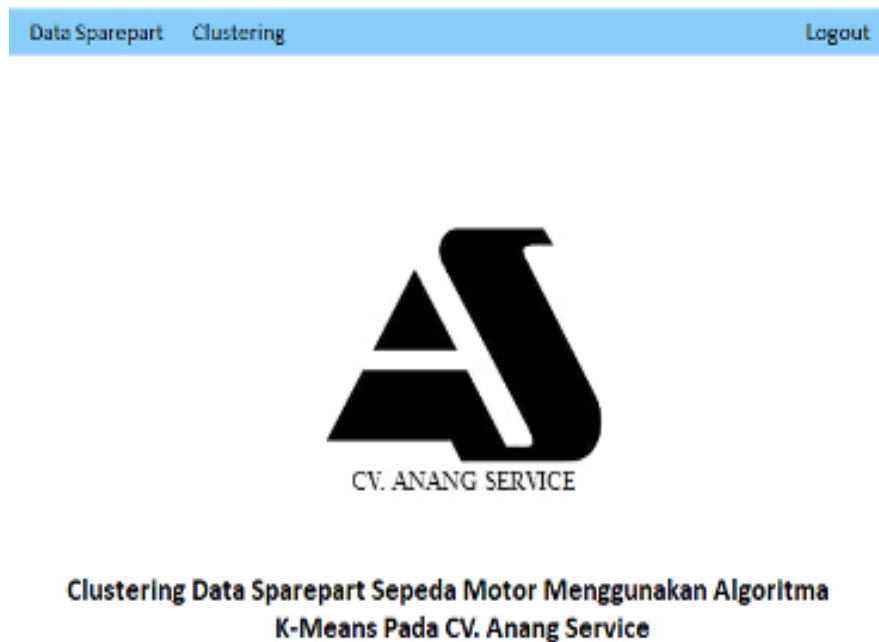 Data Sparepart Clustering Logout
CV. ANANG SERVICE
Clustering Data Sparepart Sepeda Motor Menggunakan Algoritma
K-Means Pada CV. Anang Service